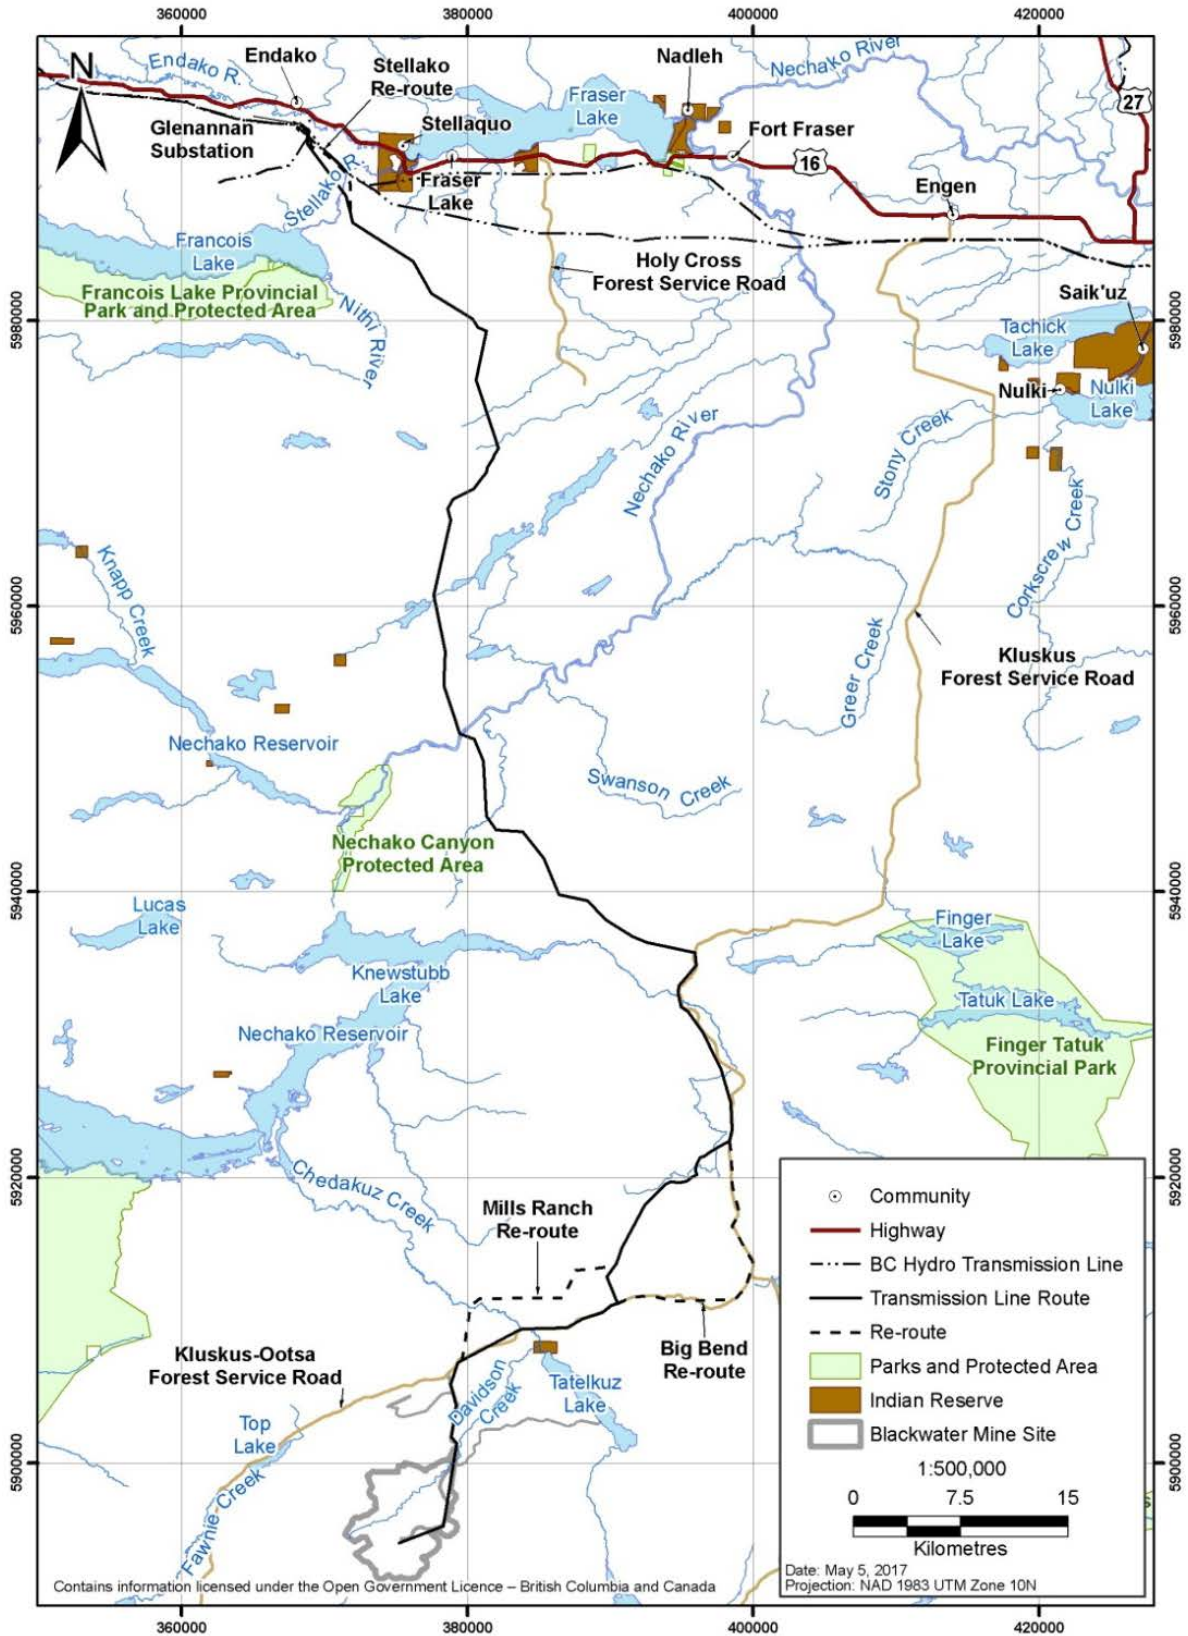 360000
380000
400000
420000
N
Endako R.
Endako
Stellako
Re-route
Nadleh
Nechako River
27
Glenannan
Substation
Stellaquo
Fraser
Lake
Fort Fraser
16
Stellako R.
Fraser
Lake
Engen
Francois
Lake
Holy Cross
Forest Service Road
Francois Lake Provincial
Park and Protected Area
Saik'uz
5980000
5980000
Nithi River
Tachick
Lake
Nulki
Nulki
Lake
Nechako River
Stony Creek
Corkscrew Creek
Knapp Creek
5960000
5960000
Greer Creek
Kluskus
Forest Service Road
Nechako Reservoir
Swanson Creek
Nechako Canyon
Protected Area
5940000
5940000
Lucas
Lake
Finger
Lake
Knewstubb
Lake
Tatuk Lake
Nechako Reservoir
Finger Tatuk
Provincial Park
5920000
5920000
Chedakuz Creek
Mills Ranch
Re-route
Big Bend
Re-route
Kluskus-Ootsa
Forest Service Road
Davidson
Creek
Tatelkuz
Lake
Top
Lake
5900000
5900000
Fawnie Creek
Community
Highway
BC Hydro Transmission Line
Transmission Line Route
Re-route
Parks and Protected Area
Indian Reserve
Blackwater Mine Site
1:500,000
0 7.5 15
Kilometres
Date: May 5, 2017
Projection: NAD 1983 UTM Zone 10N
Contains information licensed under the Open Government Licence – British Columbia and Canada
360000
380000
400000
420000